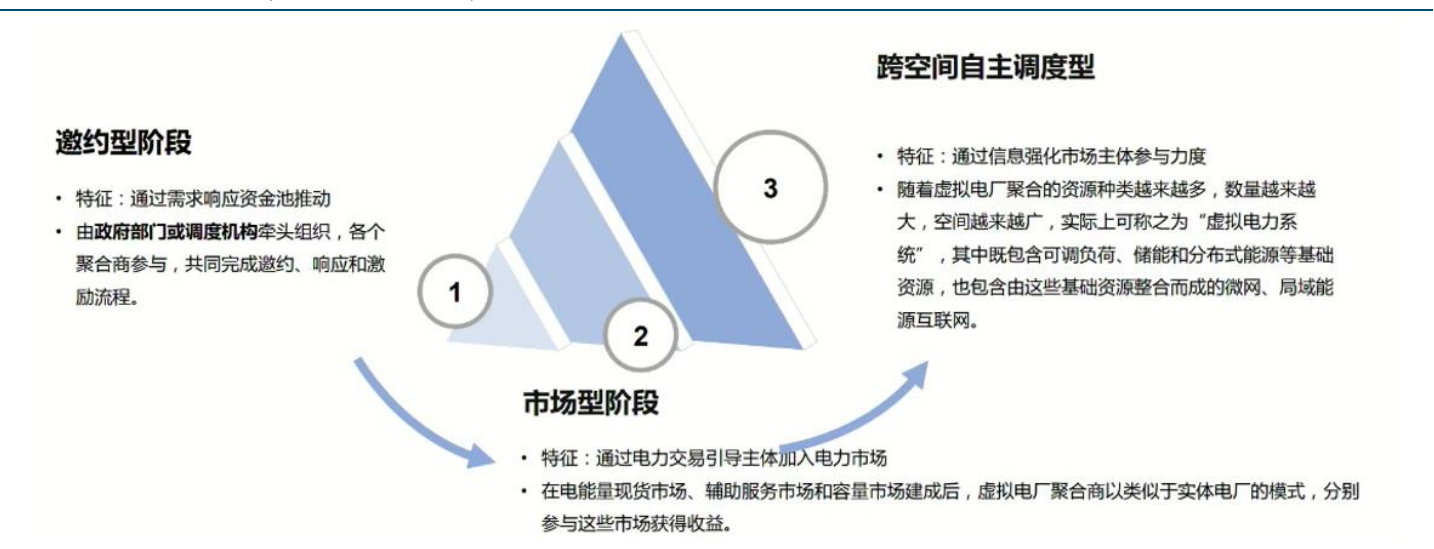 邀约型阶段
• 特征：通过需求响应资金池推动
• 由政府部门或调度机构牵头组织，各个
聚合商参与，共同完成邀约、响应和激
励流程。
1
2
3
市场型阶段
• 特征：通过电力交易引导主体加入电力市场
• 在电能量现货市场、辅助服务市场和容量市场建成后，虚拟电厂聚合商以类似于实体电厂的模式，分别
参与这些市场获得收益。
跨空间自主调度型
• 特征：通过信息强化市场主体参与力度
• 随着虚拟电厂聚合的资源种类越来越多，数量越来越
大，空间越来越广，实际上可称之为“虚拟电力系
统”，其中既包含可调负荷、储能和分布式能源等基础
资源，也包含由这些基础资源整合而成的微网、局域能
源互联网。